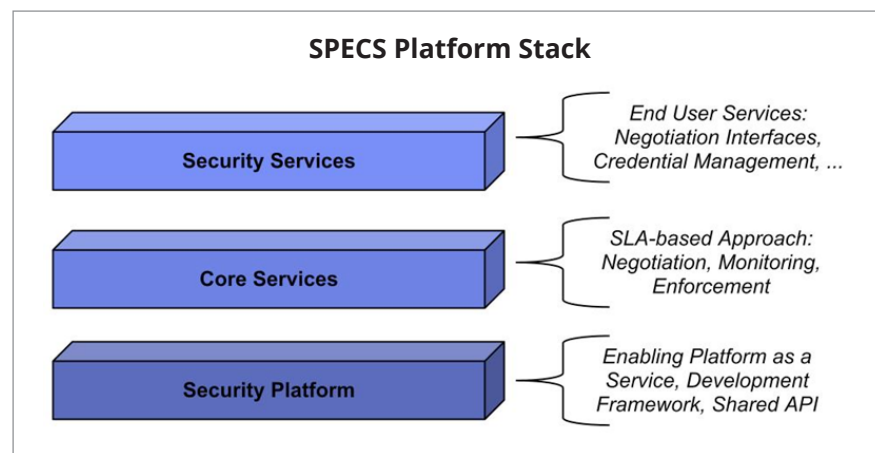 SPECS Platform Stack
Security Services
End User Services:
Negotiation Interfaces,
Credential Management, ...
Core Services
SLA-based Approach:
Negotiation, Monitoring,
Enforcement
Security Platform
Enabling Platform as a
Service, Development
Framework, Shared API